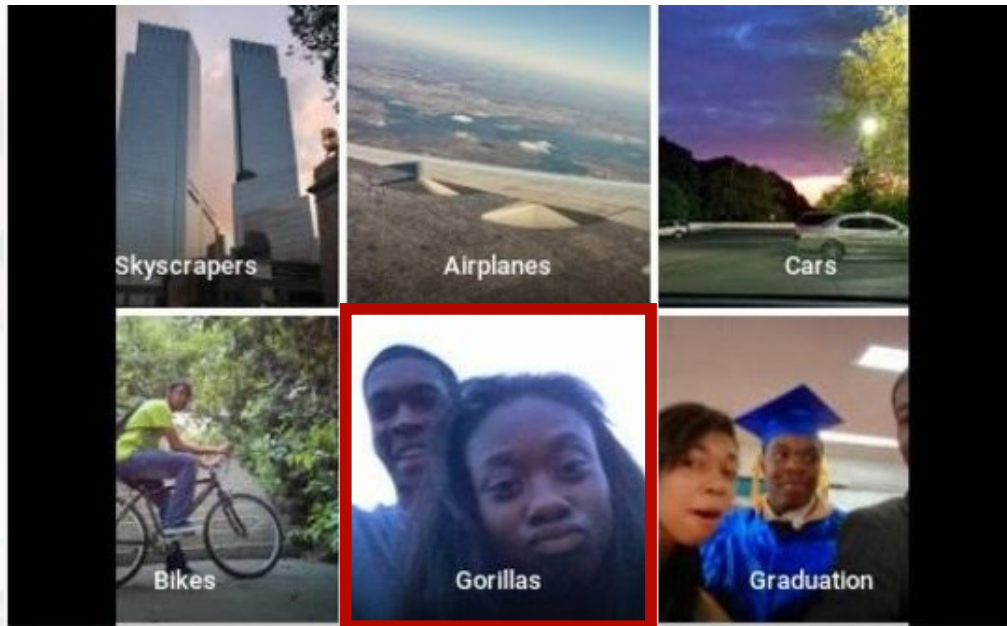 Skyscrapers
Airplanes
Cars
Bikes
Gorillas
Graduation